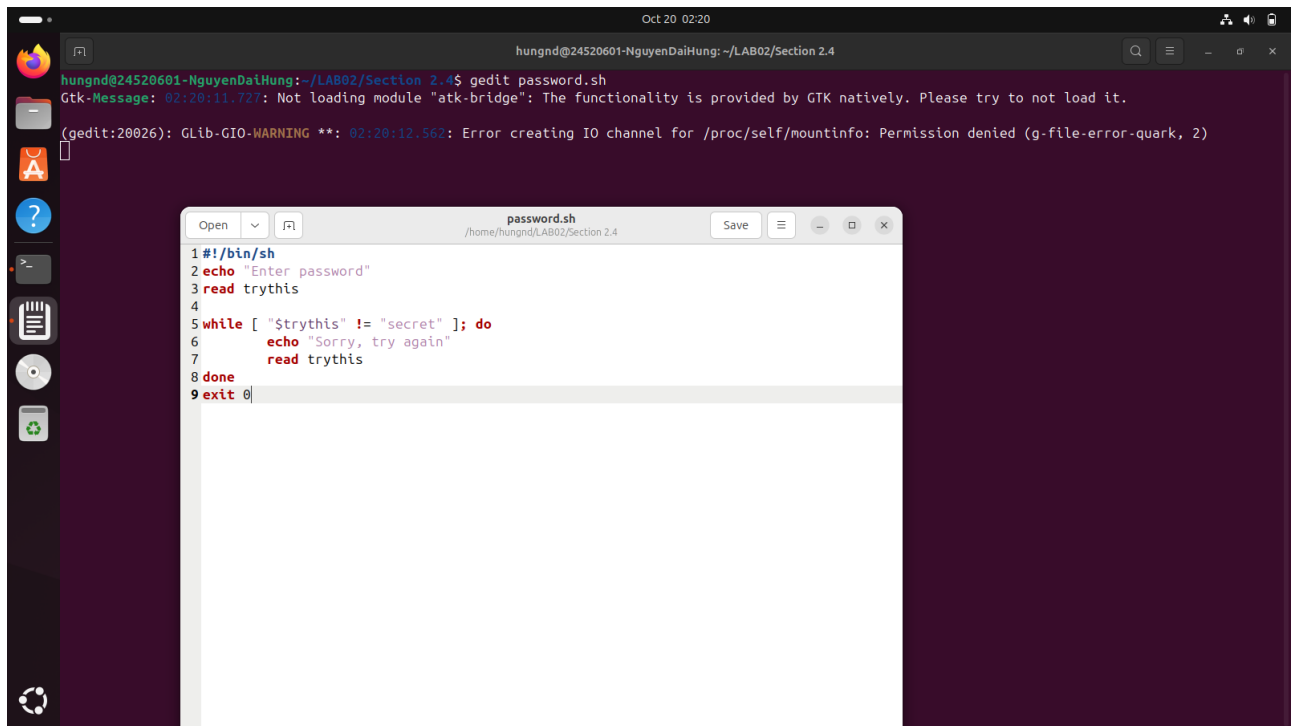 Oct 20 02:20
hungnd@24520601-NguyenDaiHung: ~/LAB02/Section 2.4
hungnd@24520601-NguyenDaiHung:~/LAB02/Section 2.4$ gedit password.sh
Gtk-Message: 02:20:11.727: Not loading module "atk-bridge": The functionality is provided by GTK natively. Please try to not load it.
(gedit:20026): GLib-GIO-WARNING **: 02:20:12.562: Error creating IO channel for /proc/self/mountinfo: Permission denied (g-file-error-quark, 2)
Open
password.sh
/home/hungnd/LAB02/Section 2.4
Save
1 #!/bin/sh
2 echo "Enter password"
3 read trythis
4
5 while [ "$trythis" != "secret" ]; do
6         echo "Sorry, try again"
7         read trythis
8 done
9 exit 0